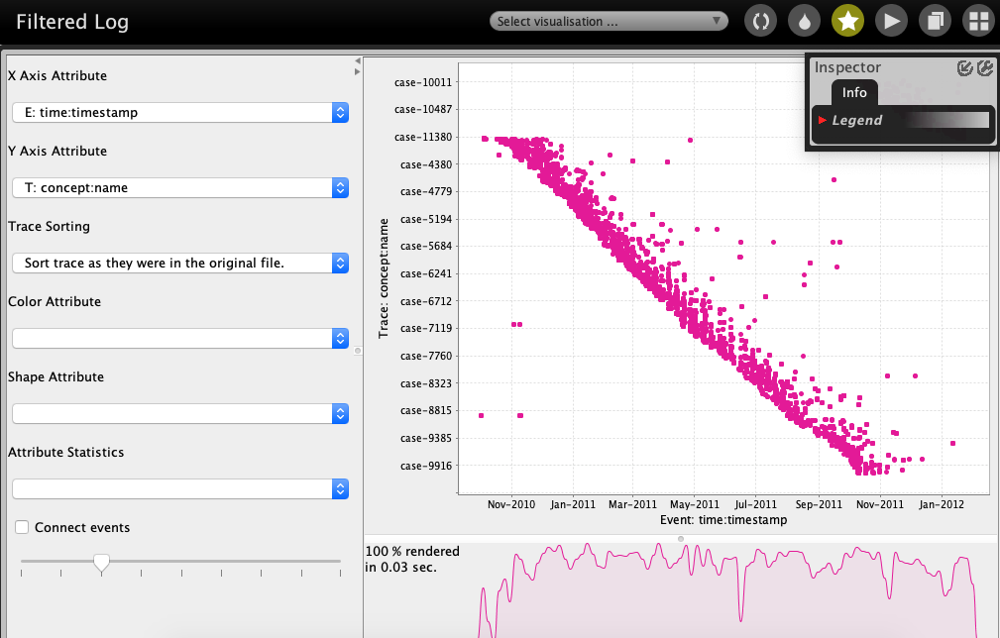 Filtered Log
Select visualisation ...
X Axis Attribute
E: time:timestamp
Y Axis Attribute
T: concept:name
Trace Sorting
Sort trace as they were in the original file.
Color Attribute
Shape Attribute
Attribute Statistics
Connect events
Trace: concept:name
case-10011
case-10487
case-11380
case-4380
case-4779
case-5194
case-5684
case-6241
case-6712
case-7119
case-7760
case-8323
case-8815
case-9385
case-9916
Nov-2010 Jan-2011 Mar-2011 May-2011 Jul-2011 Sep-2011 Nov-2011 Jan-2012
Event: time:timestamp
Inspector
Info
Legend
100 % rendered
in 0.03 sec.